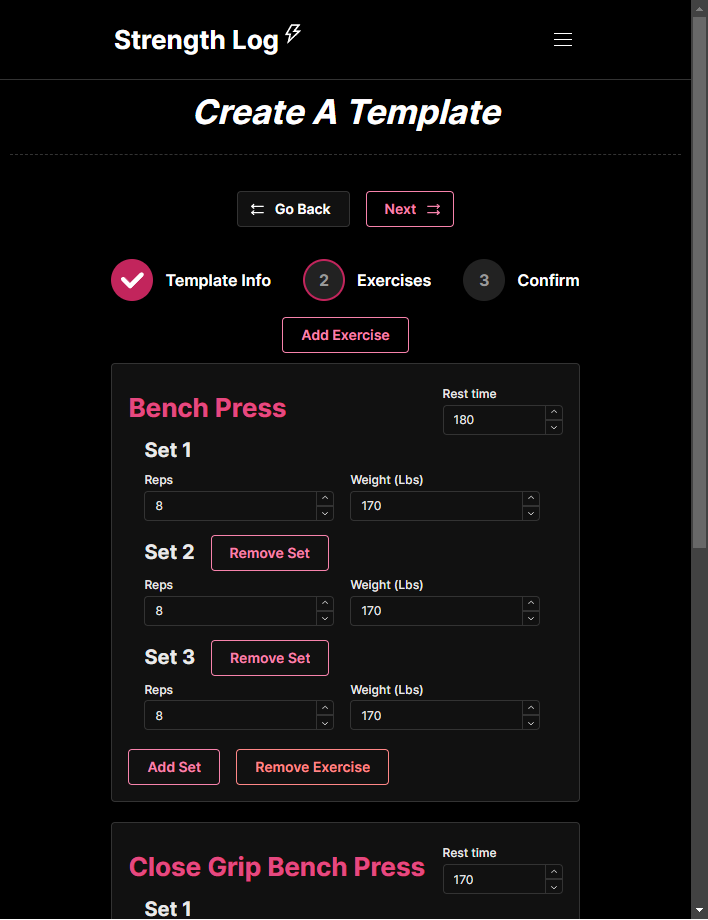 Strength Log
Create A Template
Go Back Next
Template Info 2 Exercises 3 Confirm
Add Exercise
Bench Press
Rest time
180
Set 1
Reps Weight (Lbs)
8 170
Set 2 Remove Set
Reps Weight (Lbs)
8 170
Set 3 Remove Set
Reps Weight (Lbs)
8 170
Add Set Remove Exercise
Close Grip Bench Press
Rest time
170
Set 1